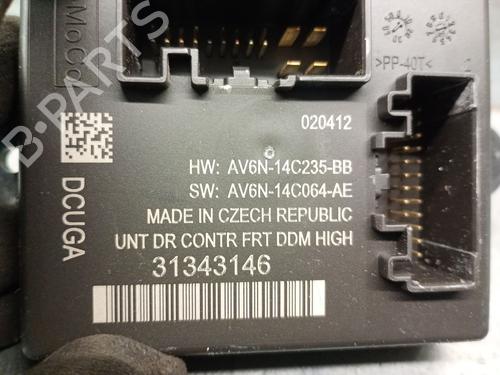 FoMoCo
>PP-40T<
020412
HW: AV6N-14C235-BB
SW: AV6N-14C064-AE
MADE IN CZECH REPUBLIC
UNT DR CONTR FRT DDM HIGH
31343146
DCUGA
B-PARTS